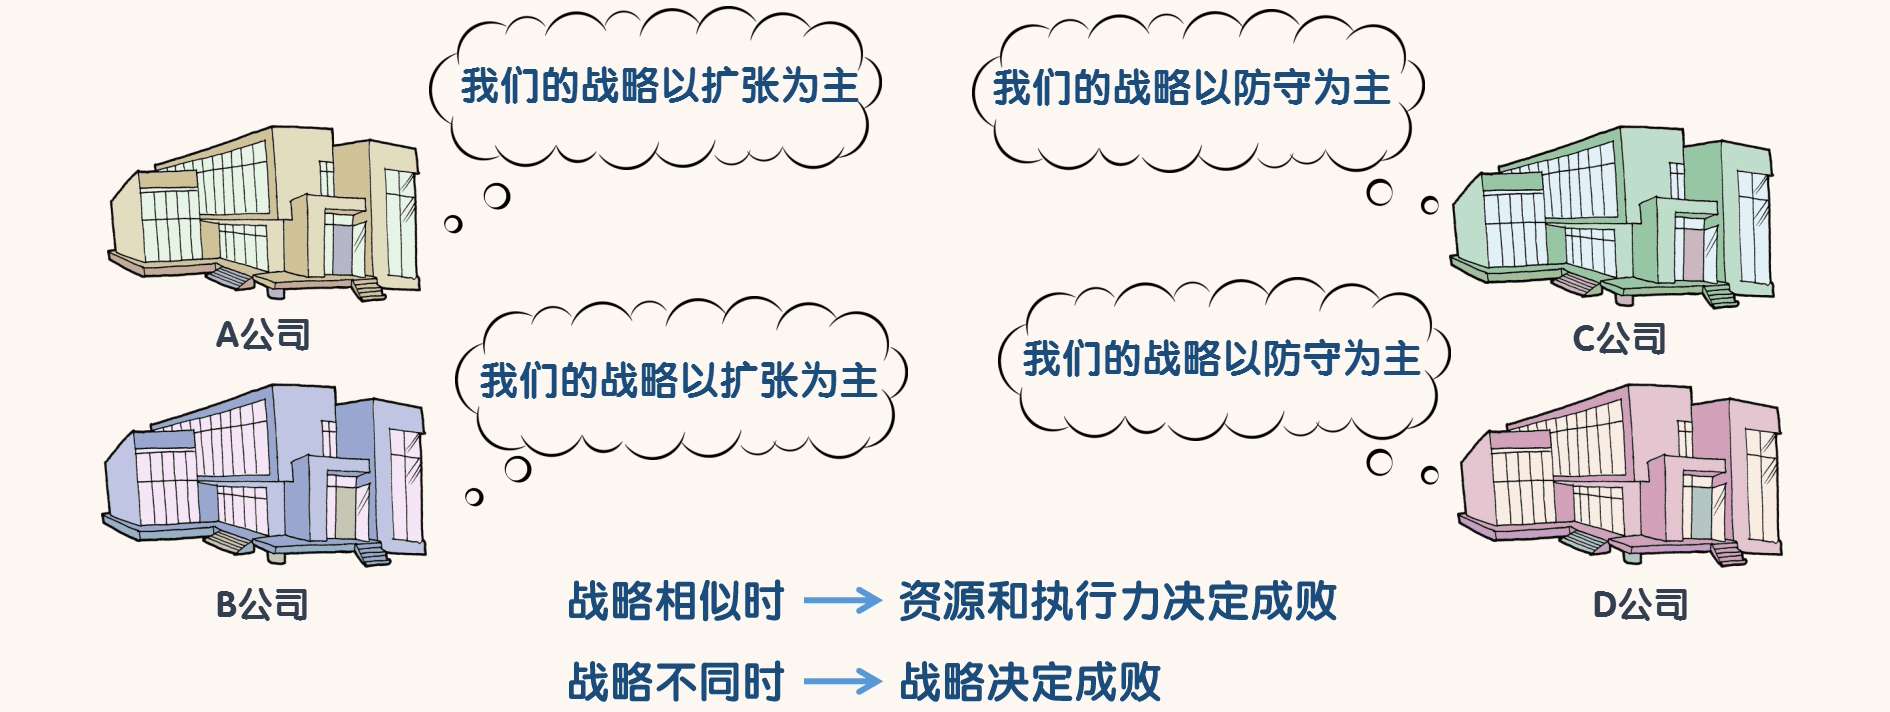 我们的战略以扩张为主
我们的战略以防守为主
A公司
C公司
我们的战略以扩张为主
我们的战略以防守为主
B公司
D公司
战略相似时 → 资源和执行力决定成败
战略不同时 → 战略决定成败